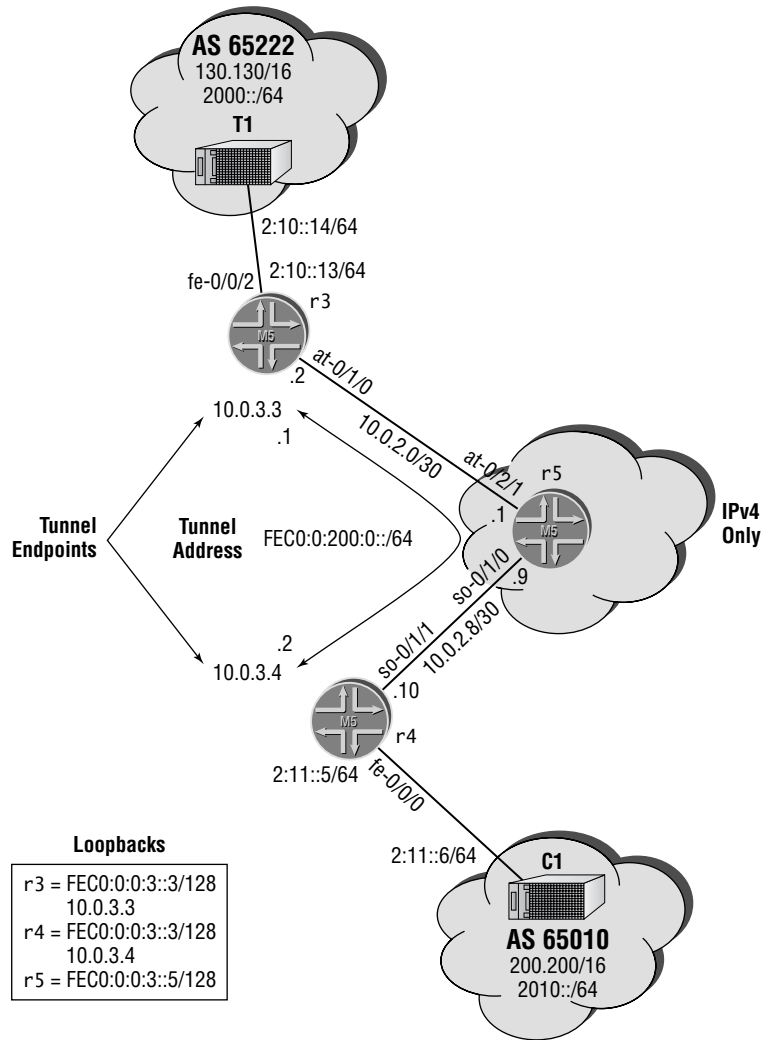 AS 65222
130.130/16
2000::/64
T1
2:10::14/64
fe-0/0/2
2:10::13/64
r3
M5
.2
at-0/1/0
10.0.2.0/30
at-0/2/1
10.0.3.3
.1
r5
.1
M5
.9
IPv4
Only
Tunnel
Endpoints
Tunnel
Address
FEC0:0:200:0::/64
so-0/1/0
10.0.2.8/30
so-0/1/1
.2
10.0.3.4
.10
M5
r4
2:11::5/64
fe-0/0/0
2:11::6/64
C1
AS 65010
200.200/16
2010::/64
Loopbacks
r3 = FEC0:0:0:3::3/128
10.0.3.3
r4 = FEC0:0:0:3::3/128
10.0.3.4
r5 = FEC0:0:0:3::5/128